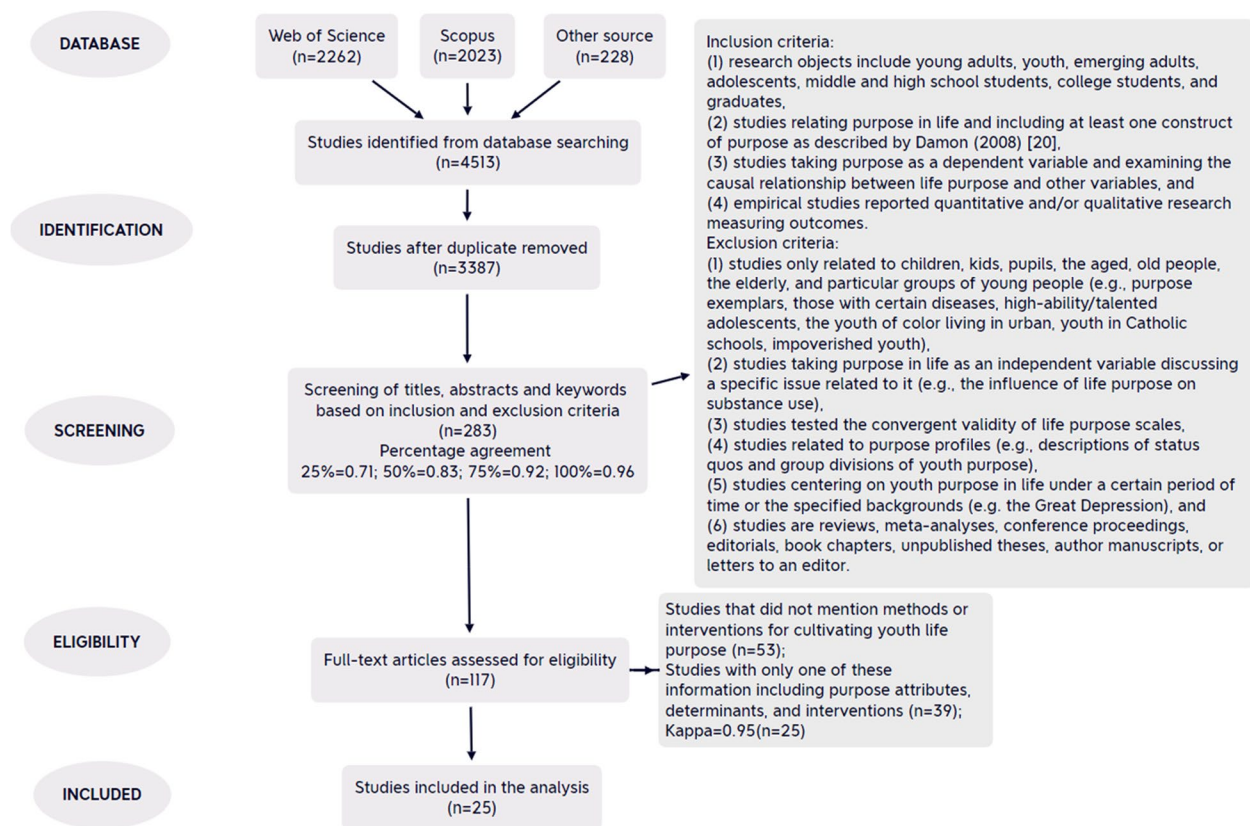 DATABASE
Web of Science
(n=2262)
Scopus
(n=2023)
Other source
(n=228)
Studies identified from database searching
(n=4513)
IDENTIFICATION
Studies after duplicate removed
(n=3387)
SCREENING
Screening of titles, abstracts and keywords
based on inclusion and exclusion criteria
(n=283)
Percentage agreement
25%=0.71; 50%=0.83; 75%=0.92; 100%=0.96
Inclusion criteria:
(1) research objects include young adults, youth, emerging adults,
adolescents, middle and high school students, college students, and
graduates,
(2) studies relating purpose in life and including at least one construct
of purpose as described by Damon (2008) [20],
(3) studies taking purpose as a dependent variable and examining the
causal relationship between life purpose and other variables, and
(4) empirical studies reported quantitative and/or qualitative research
measuring outcomes.
Exclusion criteria:
(1) studies only related to children, kids, pupils, the aged, old people,
the elderly, and particular groups of young people (e.g., purpose
exemplars, those with certain diseases, high-ability/talented
adolescents, the youth of color living in urban, youth in Catholic
schools, impoverished youth),
(2) studies taking purpose in life as an independent variable discussing
a specific issue related to it (e.g., the influence of life purpose on
substance use),
(3) studies tested the convergent validity of life purpose scales,
(4) studies related to purpose profiles (e.g., descriptions of status
quos and group divisions of youth purpose),
(5) studies centering on youth purpose in life under a certain period of
time or the specified backgrounds (e.g. the Great Depression), and
(6) studies are reviews, meta-analyses, conference proceedings,
editorials, book chapters, unpublished theses, author manuscripts, or
letters to an editor.
ELIGIBILITY
Full-text articles assessed for eligibility
(n=117)
Studies that did not mention methods or
interventions for cultivating youth life
purpose (n=53);
Studies with only one of these
information including purpose attributes,
determinants, and interventions (n=39);
Kappa=0.95(n=25)
INCLUDED
Studies included in the analysis
(n=25)